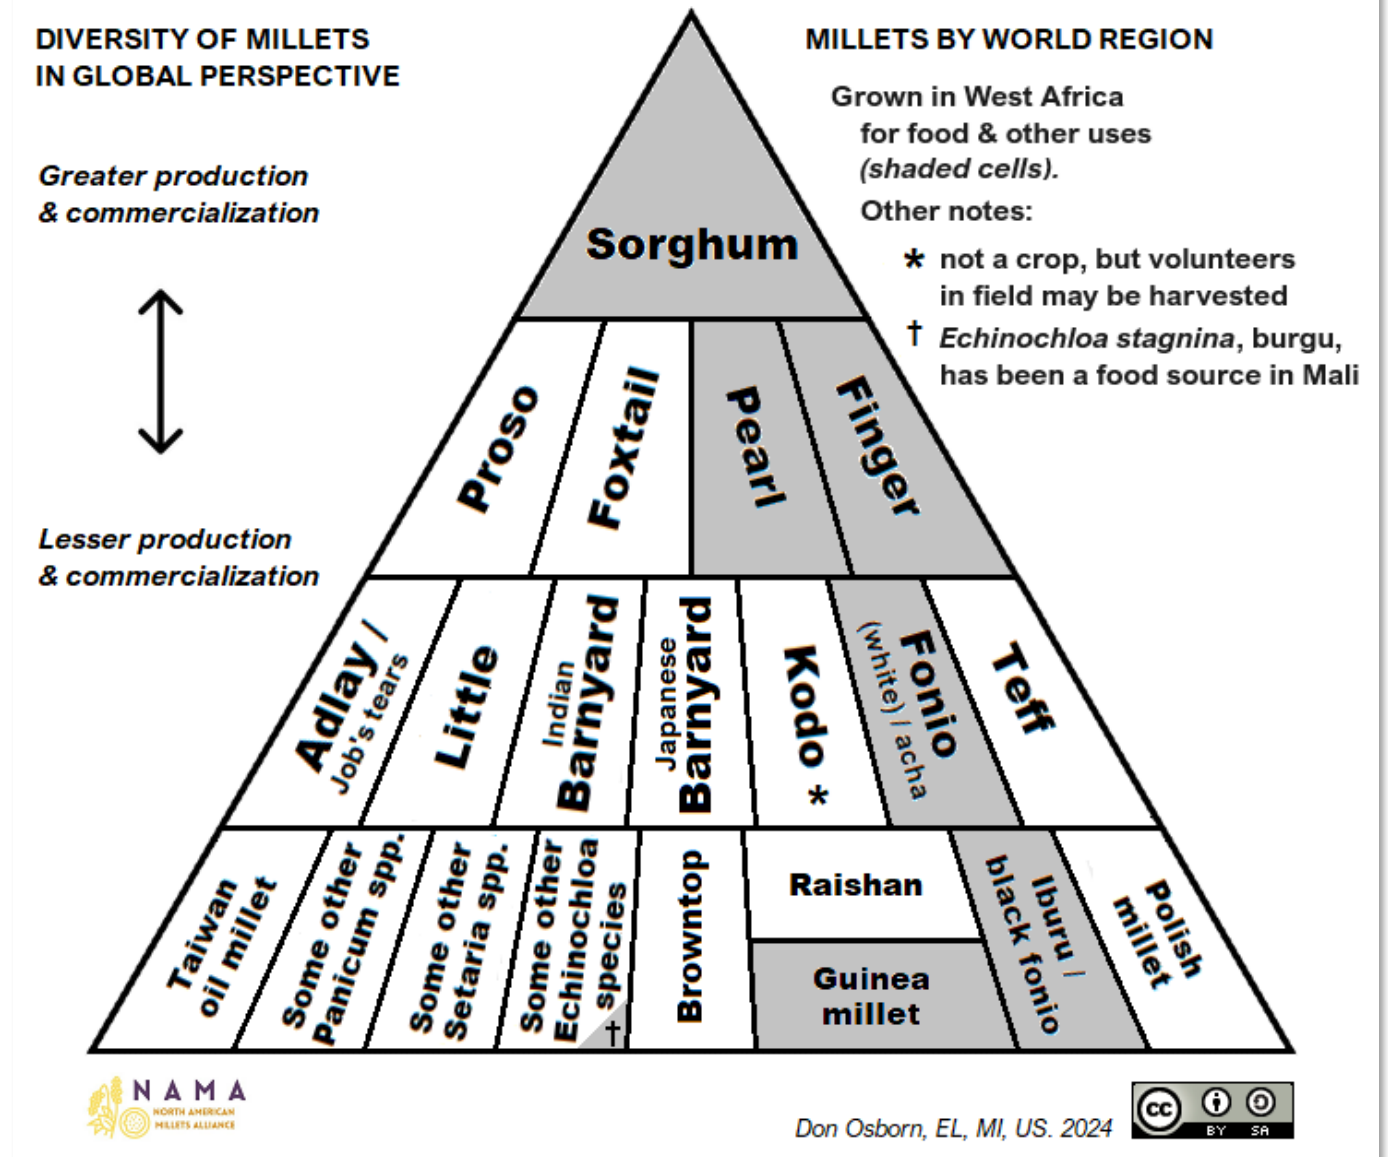 DIVERSITY OF MILLETS
IN GLOBAL PERSPECTIVE
Greater production
& commercialization
Lesser production
& commercialization
MILLETS BY WORLD REGION
Grown in West Africa
for food & other uses
(shaded cells).
Other notes:
* not a crop, but volunteers
in field may be harvested
† Echinochloa stagnina, burgu,
has been a food source in Mali
Sorghum
Proso
Foxtail
Pearl
Finger
Adlay /
Job's tears
Little
Indian
Barnyard
Japanese
Barnyard
Kodo *
Fonio
(white) / acha
Teff
Taiwan
oil millet
Some other
Panicum spp.
Some other
Setaria spp.
Some other
Echinochloa
species
†
Browntop
Raishan
Guinea
millet
Iburu /
black fonio
Polish
millet
NAMA
NORTH AMERICAN
MILLETS ALLIANCE
Don Osborn, EL, MI, US. 2024
cc
BY SA